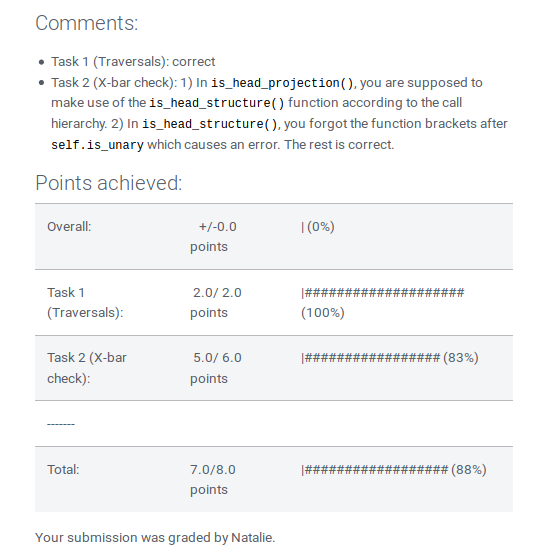 Comments:
• Task 1 (Traversals): correct
• Task 2 (X-bar check): 1) In is_head_projection(), you are supposed to
make use of the is_head_structure() function according to the call
hierarchy. 2) In is_head_structure(), you forgot the function brackets after
self.is_unary which causes an error. The rest is correct.
Points achieved:
Overall: +/-0.0 |(0%)
points
Task 1 2.0/ 2.0 |####################
(Traversals): points (100%)
Task 2 (X-bar 5.0/ 6.0 |################# (83%)
check): points
-------
Total: 7.0/8.0 |################## (88%)
points
Your submission was graded by Natalie.